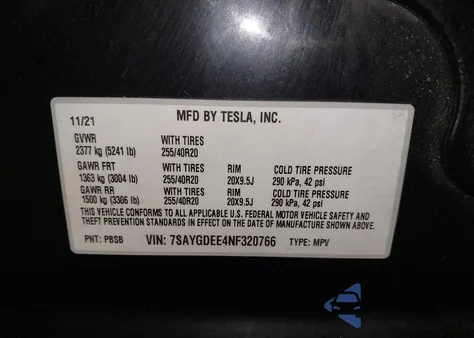 MFD BY TESLA, INC.
11/21
GVWR WITH TIRES
2377 kg (5241 lb) 255/40R20
GAWR FRT WITH TIRES RIM COLD TIRE PRESSURE
1363 kg (3004 lb) 255/40R20 20X9.5J 290 kPa, 42 psi
GAWR RR WITH TIRES RIM COLD TIRE PRESSURE
1500 kg (3306 lb) 255/40R20 20X9.5J 290 kPa, 42 psi
THIS VEHICLE CONFORMS TO ALL APPLICABLE U.S. FEDERAL MOTOR VEHICLE SAFETY AND
THEFT PREVENTION STANDARDS IN EFFECT ON THE DATE OF MANUFACTURE SHOWN ABOVE.
PNT: PBSB VIN: 7SAYGDEE4NF320766 TYPE: MPV